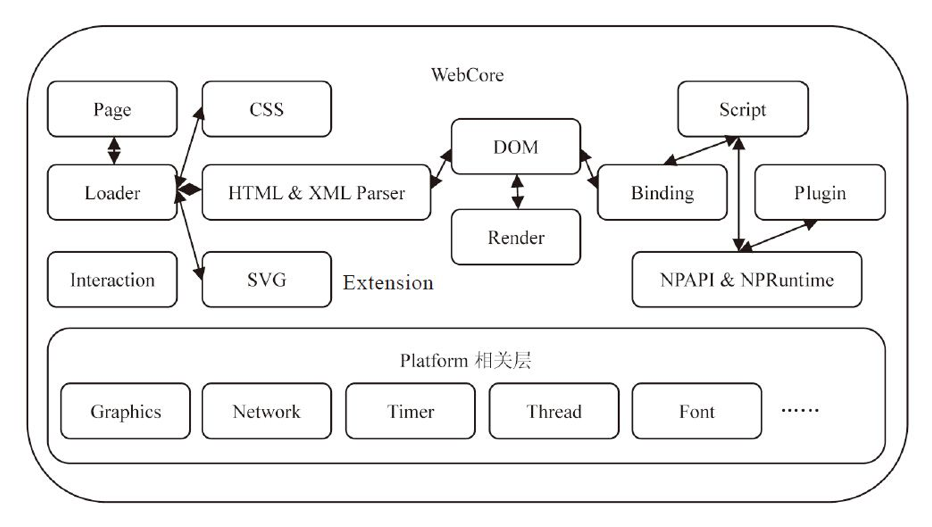 WebCore
Page
CSS
Script
DOM
Loader
HTML & XML Parser
Binding
Plugin
Render
Interaction
SVG
Extension
NPAPI & NPRuntime
Platform 相关层
Graphics
Network
Timer
Thread
Font
……